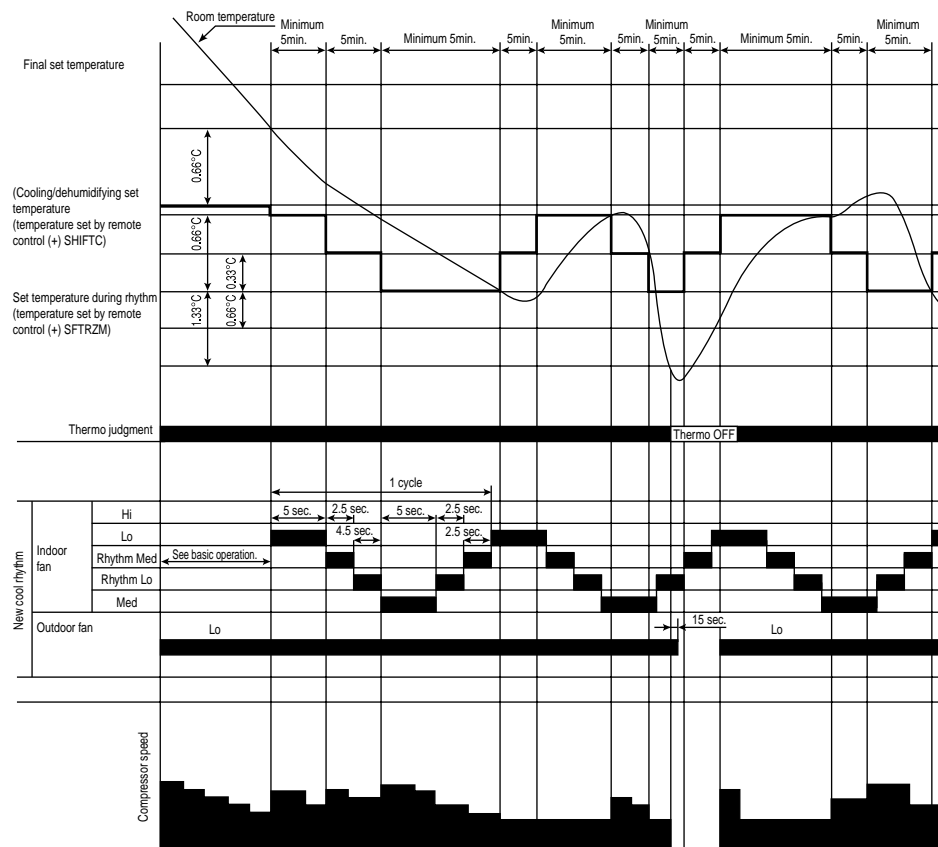 Room temperature
Minimum
5min.
5min.
Minimum 5min.
5min.
Minimum
5min.
5min.
Minimum
5min.
5min.
Minimum 5min.
5min.
Minimum
5min.
Final set temperature
0.66°C
(Cooling/dehumidifying set
temperature
(temperature set by remote
control (+) SHIFTC)
0.66°C
0.33°C
Set temperature during rhythm
(temperature set by remote
control (+) SFTRZM)
1.33°C
0.66°C
Thermo judgment
Thermo OFF
1 cycle
Hi
5 sec.
2.5 sec.
5 sec.
2.5 sec.
Lo
4.5 sec.
2.5 sec.
New cool rhythm
Indoor
fan
Rhythm Med
See basic operation.
Rhythm Lo
Med
Outdoor fan
Lo
15 sec.
Lo
Compressor speed